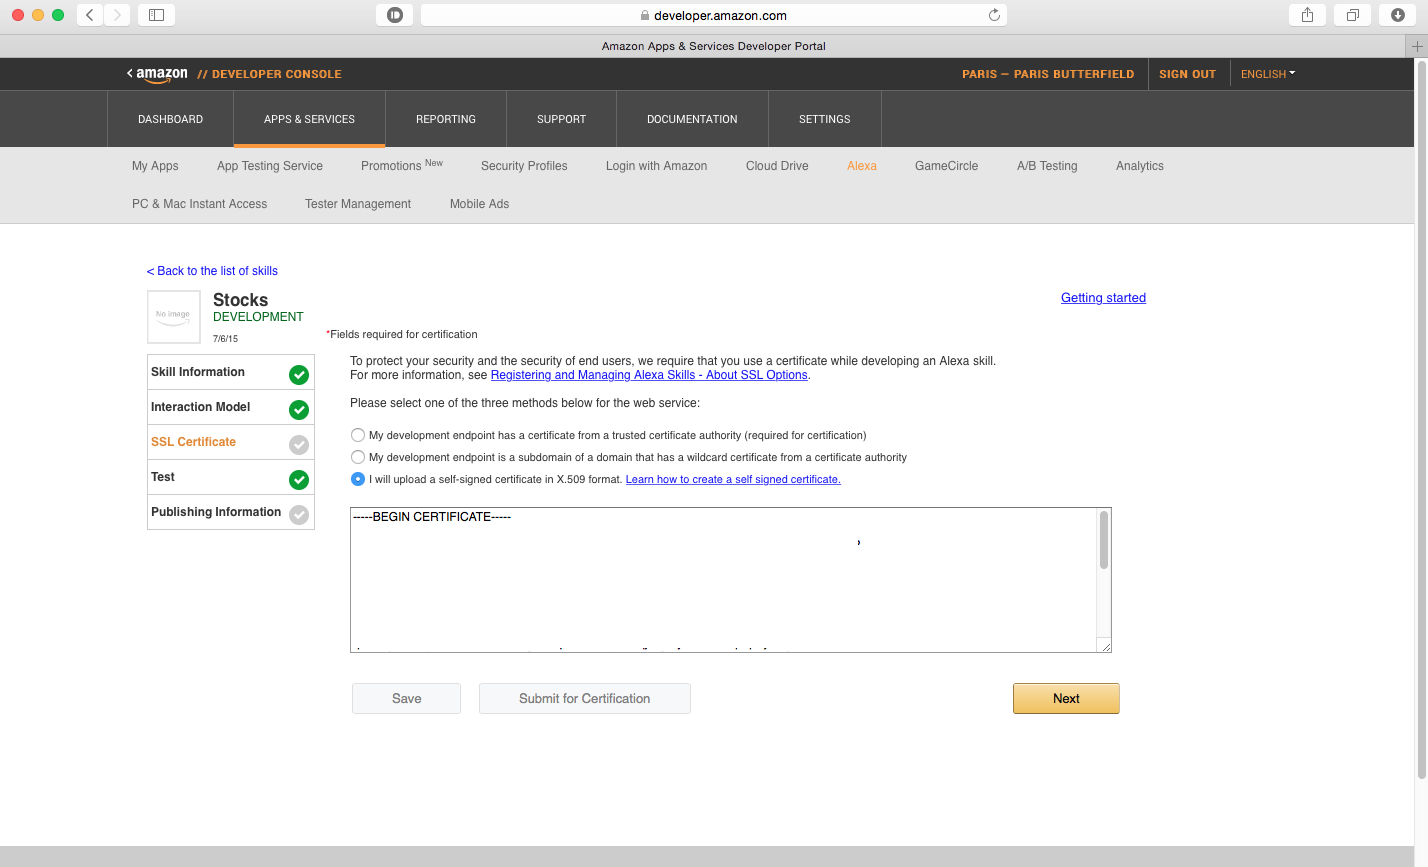 developer.amazon.com
Amazon Apps & Services Developer Portal
< amazon // DEVELOPER CONSOLE
PARIS – PARIS BUTTERFIELD
SIGN OUT
ENGLISH
DASHBOARD
APPS & SERVICES
REPORTING
SUPPORT
DOCUMENTATION
SETTINGS
My Apps
App Testing Service
Promotions New
Security Profiles
Login with Amazon
Cloud Drive
Alexa
GameCircle
A/B Testing
Analytics
PC & Mac Instant Access
Tester Management
Mobile Ads
< Back to the list of skills
No image
Stocks
DEVELOPMENT
7/6/15
Getting started
*Fields required for certification
Skill Information
Interaction Model
SSL Certificate
Test
Publishing Information
To protect your security and the security of end users, we require that you use a certificate while developing an Alexa skill.
For more information, see Registering and Managing Alexa Skills - About SSL Options.
Please select one of the three methods below for the web service:
My development endpoint has a certificate from a trusted certificate authority (required for certification)
My development endpoint is a subdomain of a domain that has a wildcard certificate from a certificate authority
I will upload a self-signed certificate in X.509 format. Learn how to create a self signed certificate.
-----BEGIN CERTIFICATE-----
Save
Submit for Certification
Next